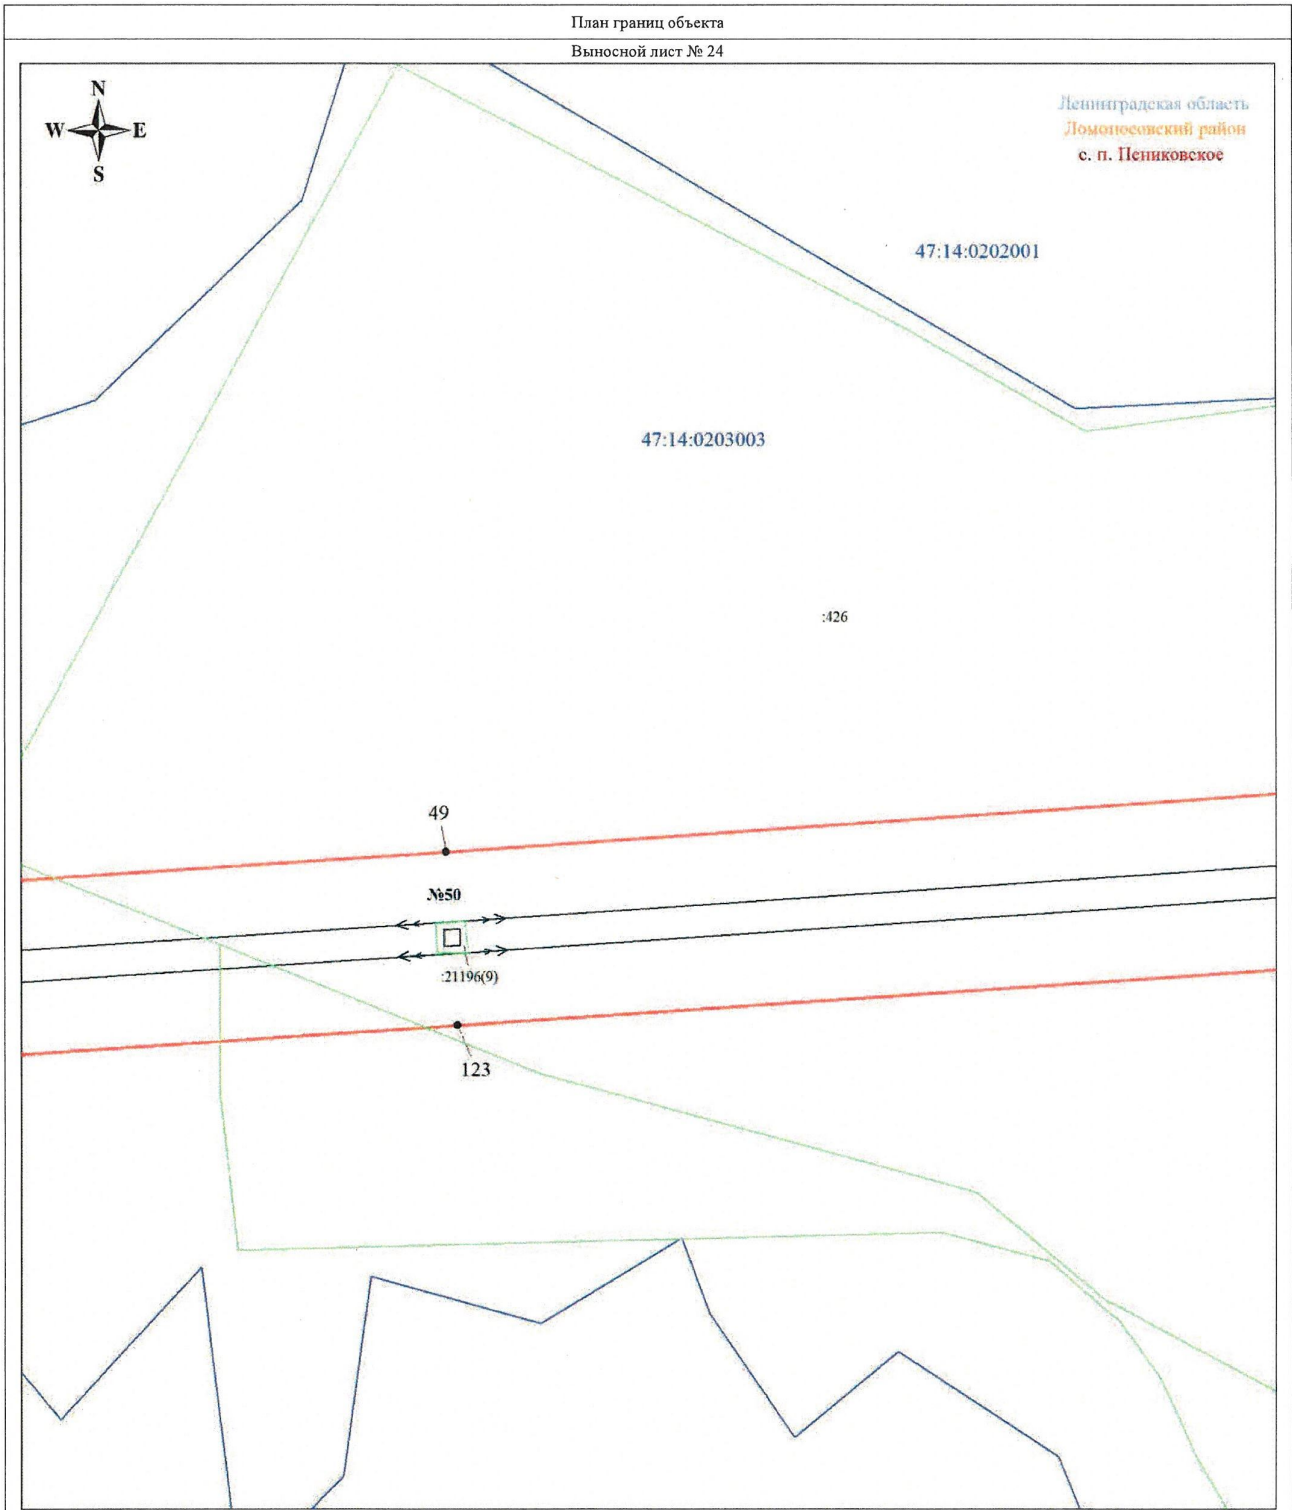 План границ объекта
Выносной лист № 24
N
W E
S
Ленинградская область
Ломоносовский район
с. п. Пениковское
47:14:0202001
47:14:0203003
:426
49
№50
:21196(9)
123